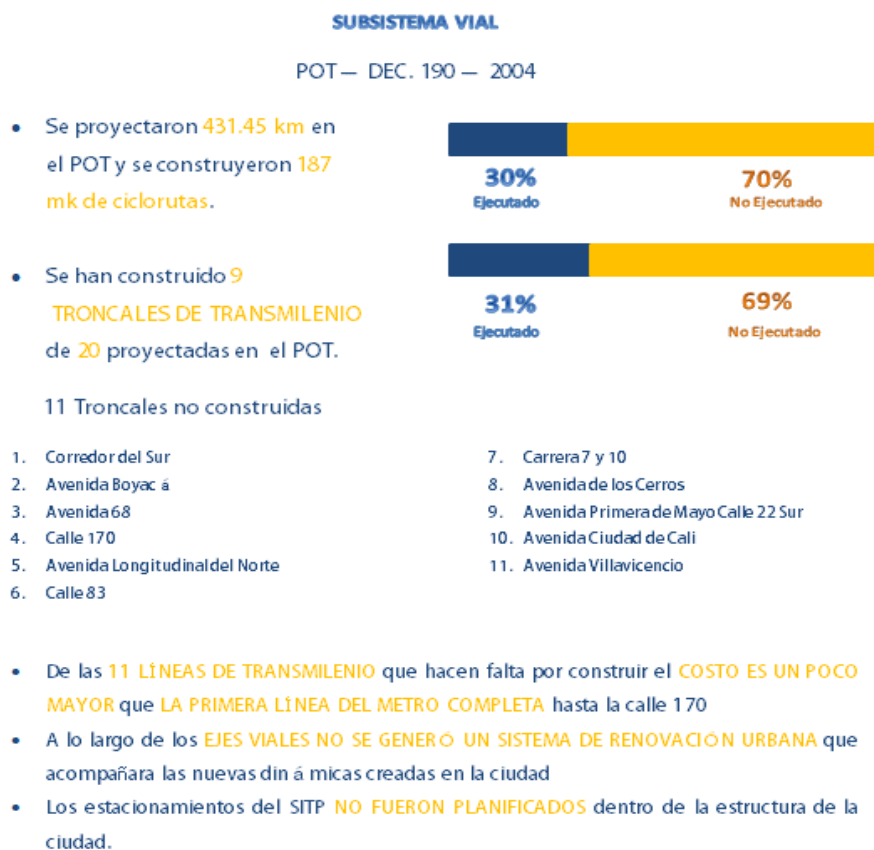 SUBSISTEMA VIAL
POT — DEC. 190 — 2004
• Se proyectaron 431.45 km en
el POT y se construyeron 187
mk de ciclorutas.
30%
Ejecutado
70%
No Ejecutado
• Se han construido 9
TRONCALES DE TRANSMILENIO
de 20 proyectadas en el POT.
31%
Ejecutado
69%
No Ejecutado
11 Troncales no construidas
1. Corredor del Sur
2. Avenida Boyac á
3. Avenida 68
4. Calle 170
5. Avenida Longitudinal del Norte
6. Calle 83
7. Carrera 7 y 10
8. Avenida de los Cerros
9. Avenida Primera de Mayo Calle 22 Sur
10. Avenida Ciudad de Cali
11. Avenida Villavicencio
• De las 11 LÍNEAS DE TRANSMILENIO que hacen falta por construir el COSTO ES UN POCO
MAYOR que LA PRIMERA LÍNEA DEL METRO COMPLETA hasta la calle 170
• A lo largo de los EJES VIALES NO SE GENERÓ UN SISTEMA DE RENOVACIÓN URBANA que
acompañara las nuevas din á micas creadas en la ciudad
• Los estacionamientos del SITP NO FUERON PLANIFICADOS dentro de la estructura de la
ciudad.